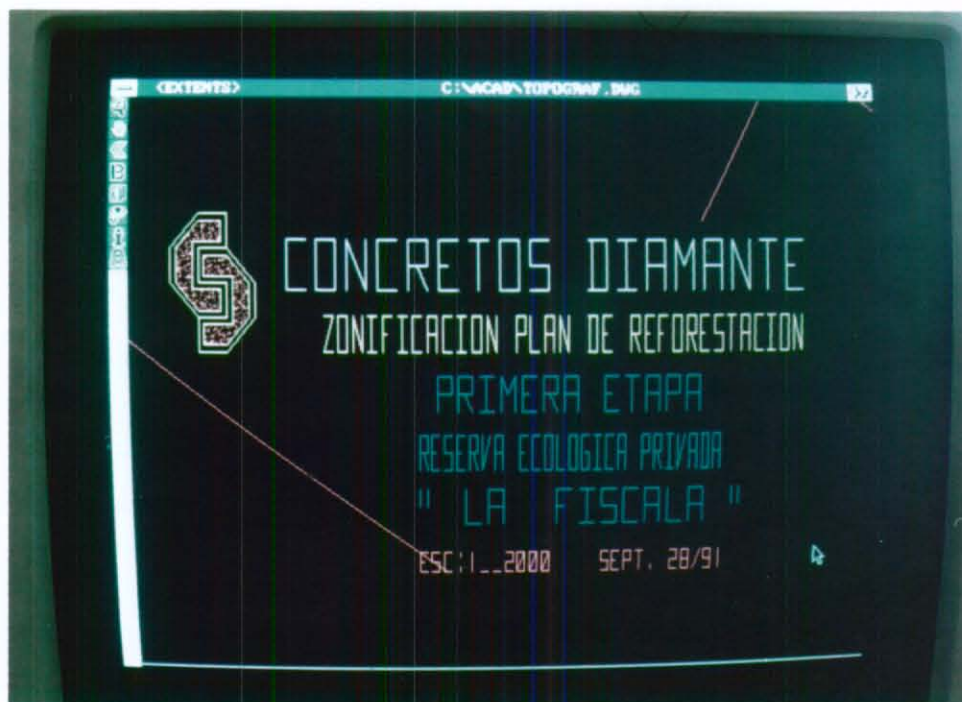 <EXTENTS> C:\ACAD\TOPOGRAF.DWG
CONCRETOS DIAMANTE
ZONIFICACION PLAN DE REFORESTACION
PRIMERA ETAPA
RESERVA ECOLOGICA PRIVADA
" LA FISCALA "
ESC:1__2000 SEPT. 28/91